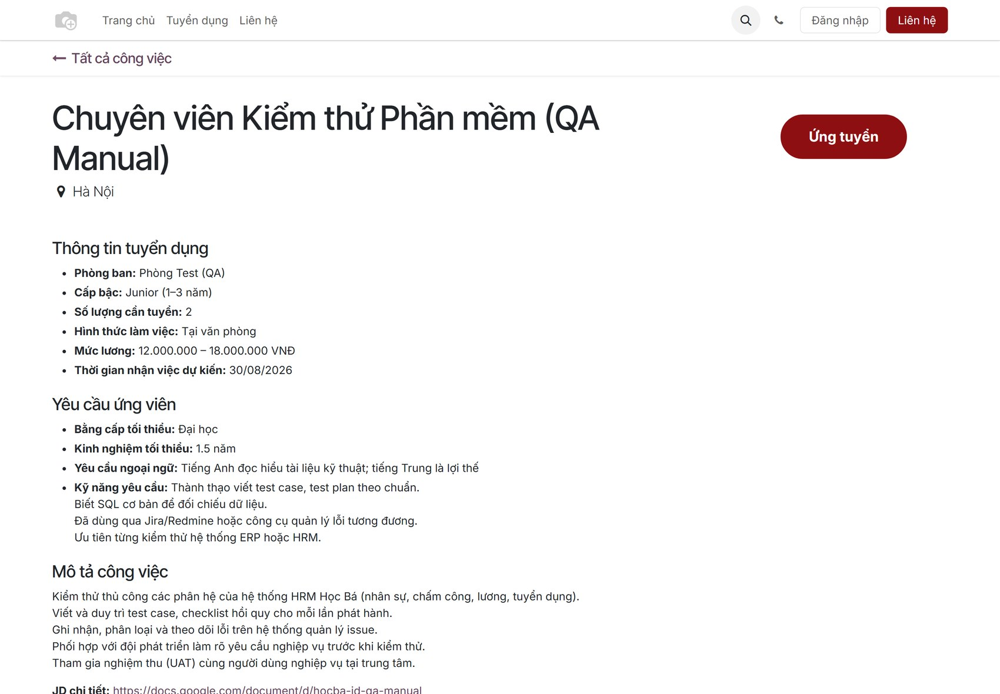 Trang chủ Tuyển dụng Liên hệ Đăng nhập Liên hệ
Tất cả công việc
Chuyên viên Kiểm thử Phần mềm (QA
Manual)
Ứng tuyển
Hà Nội
Thông tin tuyển dụng
Phòng ban: Phòng Test (QA)
Cấp bậc: Junior (1–3 năm)
Số lượng cần tuyển: 2
Hình thức làm việc: Tại văn phòng
Mức lương: 12.000.000 – 18.000.000 VNĐ
Thời gian nhận việc dự kiến: 30/08/2026
Yêu cầu ứng viên
Bằng cấp tối thiểu: Đại học
Kinh nghiệm tối thiểu: 1.5 năm
Yêu cầu ngoại ngữ: Tiếng Anh đọc hiểu tài liệu kỹ thuật; tiếng Trung là lợi thế
Kỹ năng yêu cầu: Thành thạo viết test case, test plan theo chuẩn.
Biết SQL cơ bản để đối chiếu dữ liệu.
Đã dùng qua Jira/Redmine hoặc công cụ quản lý lỗi tương đương.
Ưu tiên từng kiểm thử hệ thống ERP hoặc HRM.
Mô tả công việc
Kiểm thử thủ công các phân hệ của hệ thống HRM Học Bá (nhân sự, chấm công, lương, tuyển dụng).
Viết và duy trì test case, checklist hồi quy cho mỗi lần phát hành.
Ghi nhận, phân loại và theo dõi lỗi trên hệ thống quản lý issue.
Phối hợp với đội phát triển làm rõ yêu cầu nghiệp vụ trước khi kiểm thử.
Tham gia nghiệm thu (UAT) cùng người dùng nghiệp vụ tại trung tâm.
JD chi tiết: https://docs.google.com/document/d/hocba-jd-qa-manual